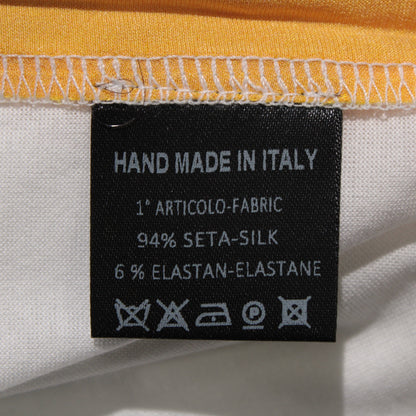 HAND MADE IN ITALY
1° ARTICOLO-FABRIC
94% SETA-SILK
6 % ELASTAN-ELASTANE